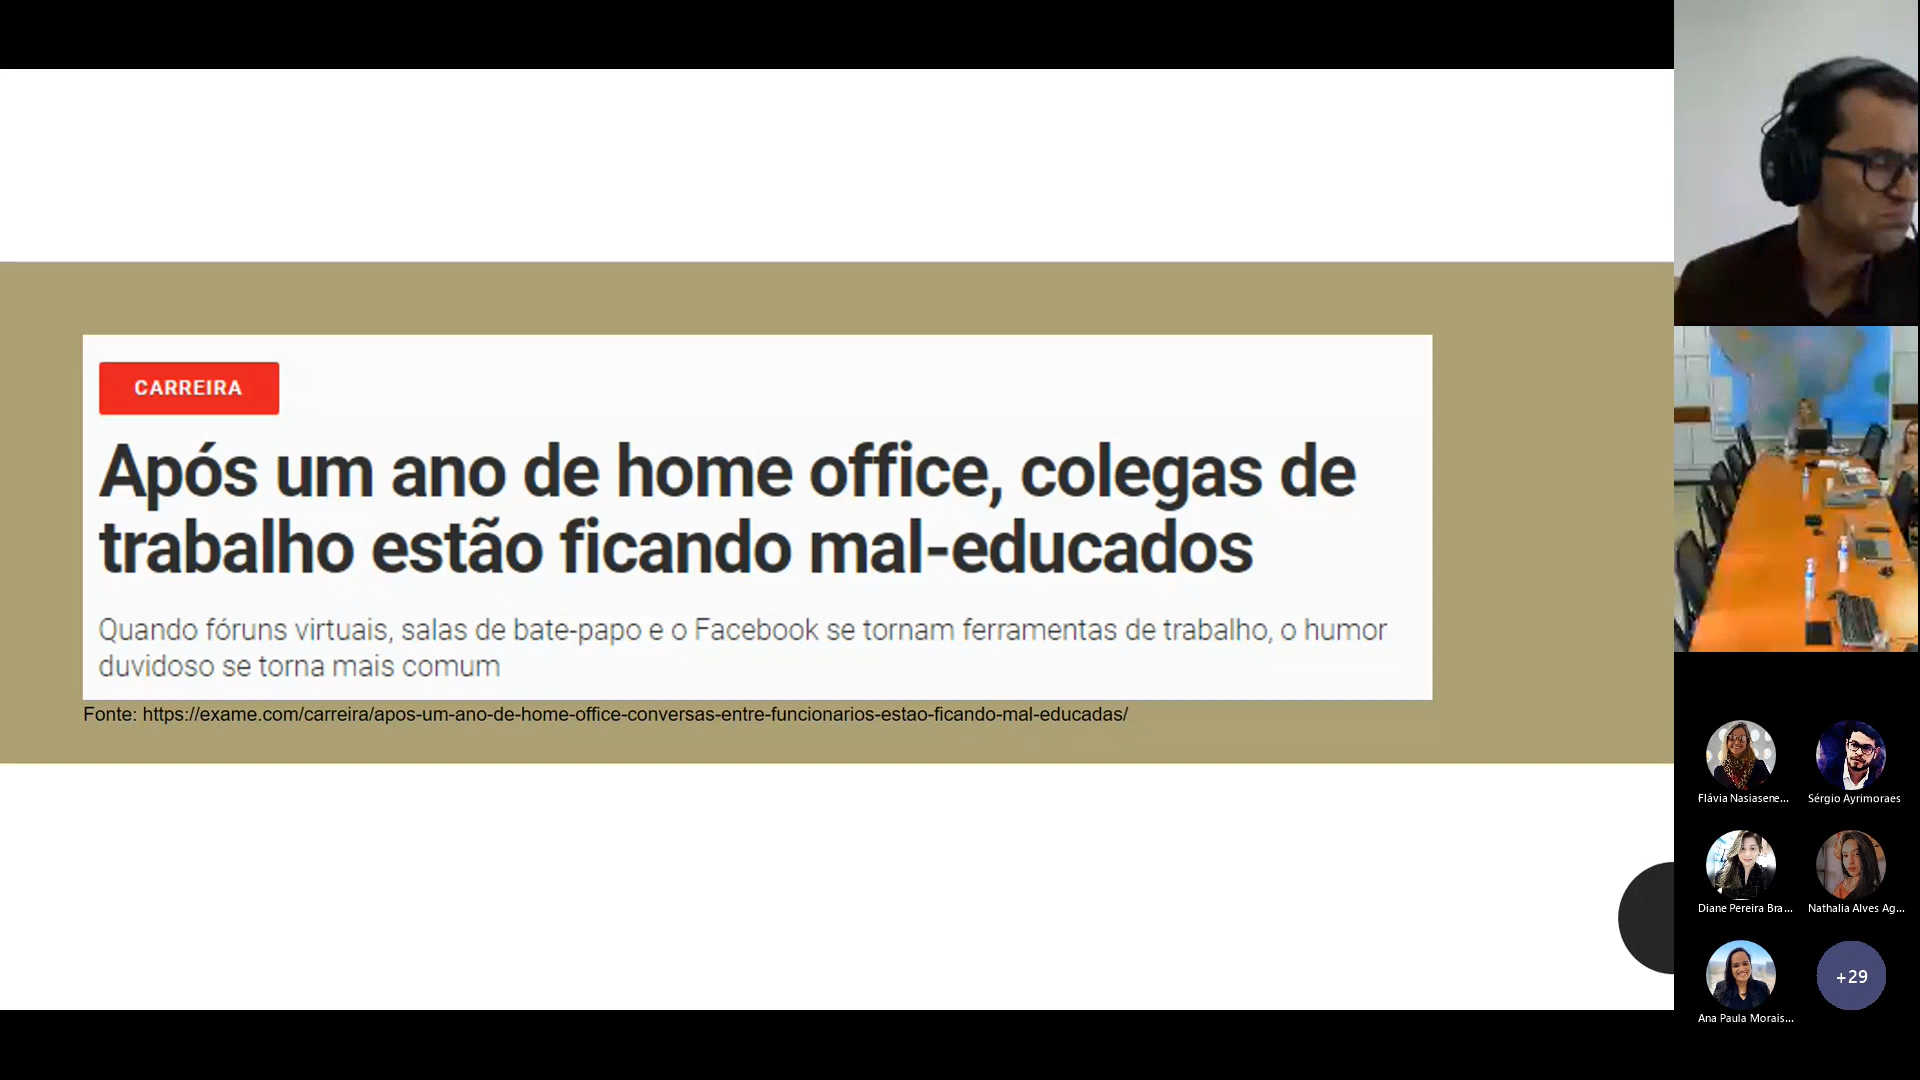 CARREIRA
Após um ano de home office, colegas de
trabalho estão ficando mal-educados
Quando fóruns virtuais, salas de bate-papo e o Facebook se tornam ferramentas de trabalho, o humor
duvidoso se torna mais comum
Fonte: https://exame.com/carreira/apos-um-ano-de-home-office-conversas-entre-funcionarios-estao-ficando-mal-educadas/
Flávia Nasiasene...
Sérgio Ayrimoraes
Diane Pereira Bra...
Nathalia Alves Ag...
Ana Paula Morais...
+29